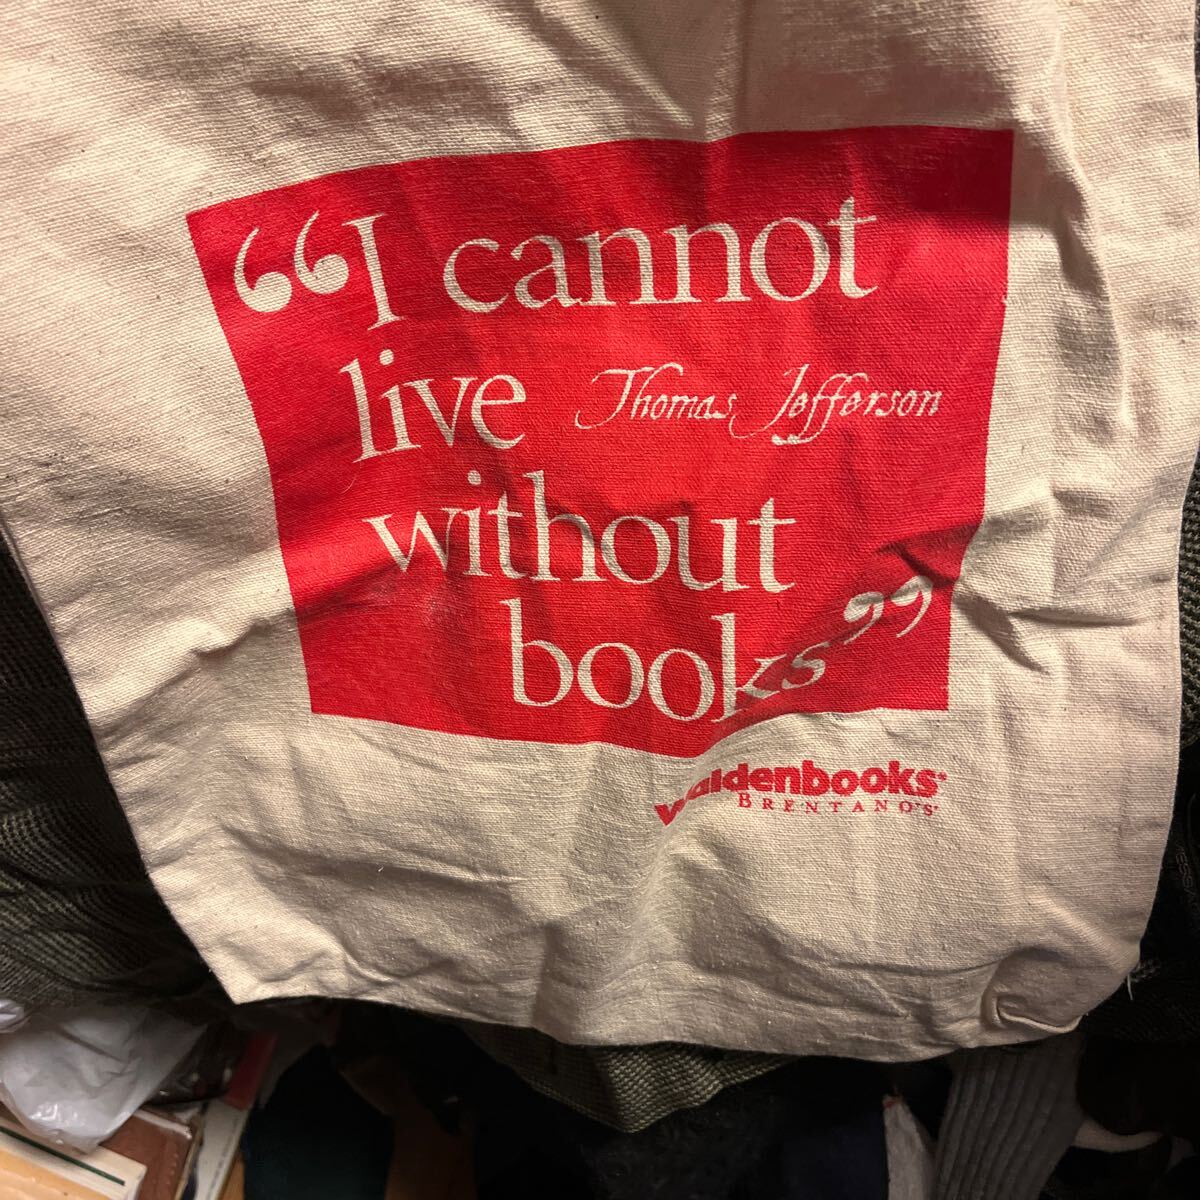 “I cannot
live Thomas Jefferson
without
books”
waldenbooks®
BRENTANO'S®